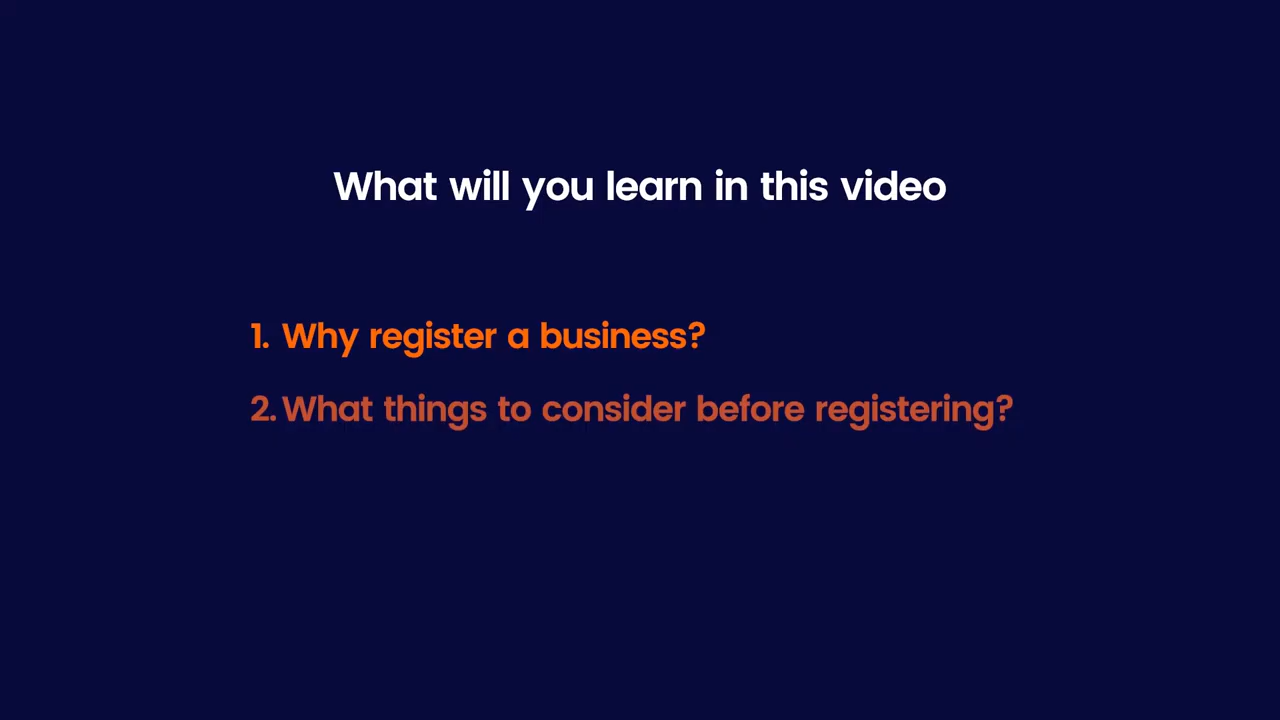 What will you learn in this video
1. Why register a business?
2. What things to consider before registering?